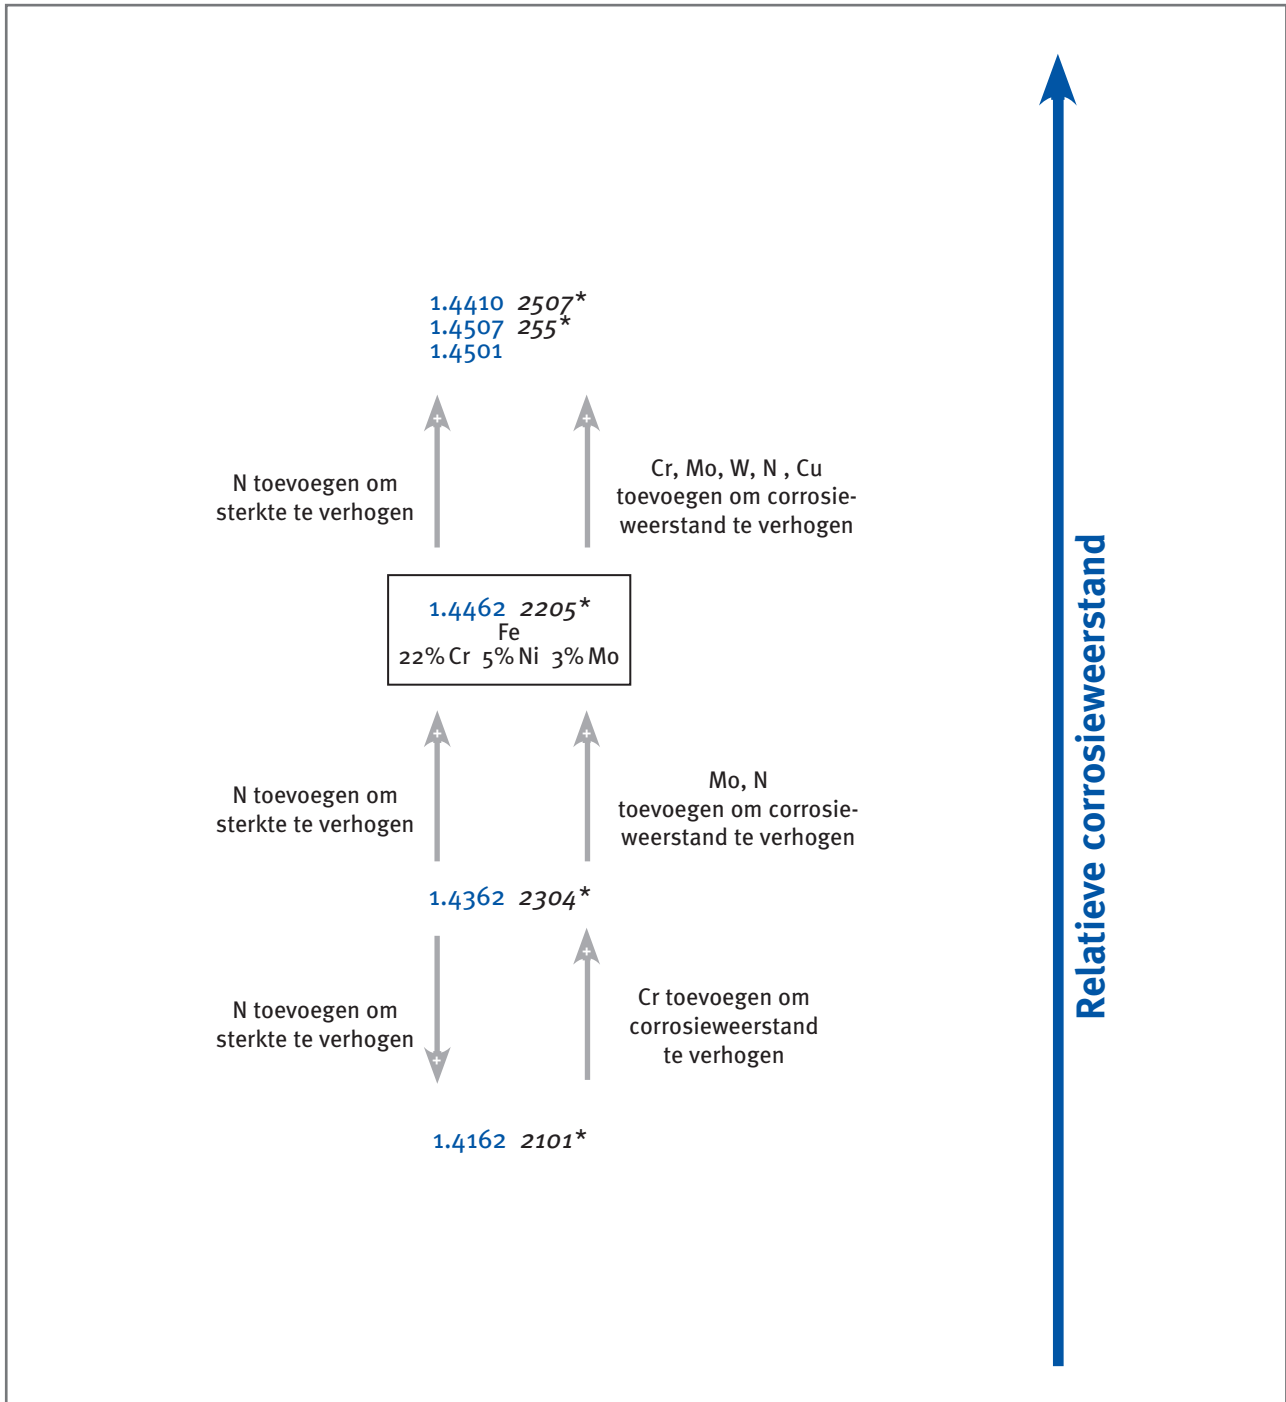 1.4410 2507*
1.4507 255*
1.4501
N toevoegen om
sterkte te verhogen
Cr, Mo, W, N , Cu
toevoegen om corrosie-
weerstand te verhogen
1.4462 2205*
Fe
22% Cr 5% Ni 3% Mo
N toevoegen om
sterkte te verhogen
Mo, N
toevoegen om corrosie-
weerstand te verhogen
1.4362 2304*
N toevoegen om
sterkte te verhogen
Cr toevoegen om
corrosieweerstand
te verhogen
1.4162 2101*
Relatieve corrosieweerstand